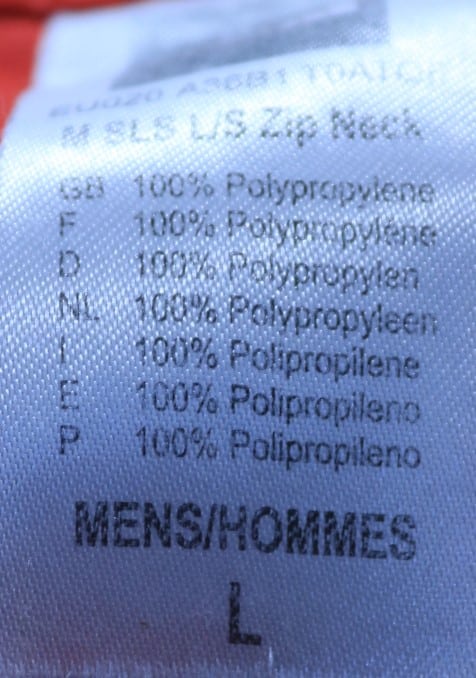 M SLS L/S Zip Neck
GB 100% Polypropylene
F 100% Polypropylène
D 100% Polypropylen
NL 100% Polypropyleen
I 100% Polipropilene
E 100% Polipropileno
P 100% Polipropileno
MENS/HOMMES
L